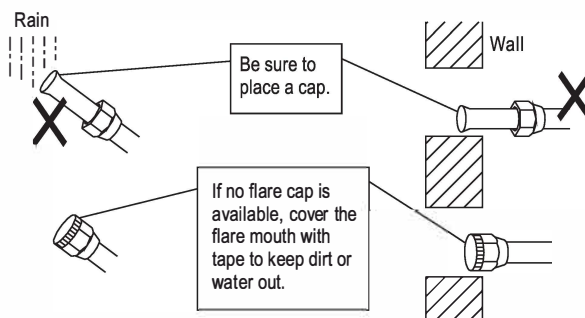 Rain
Wall
Be sure to
place a cap.
If no flare cap is
available, cover the
flare mouth with
tape to keep dirt or
water out.